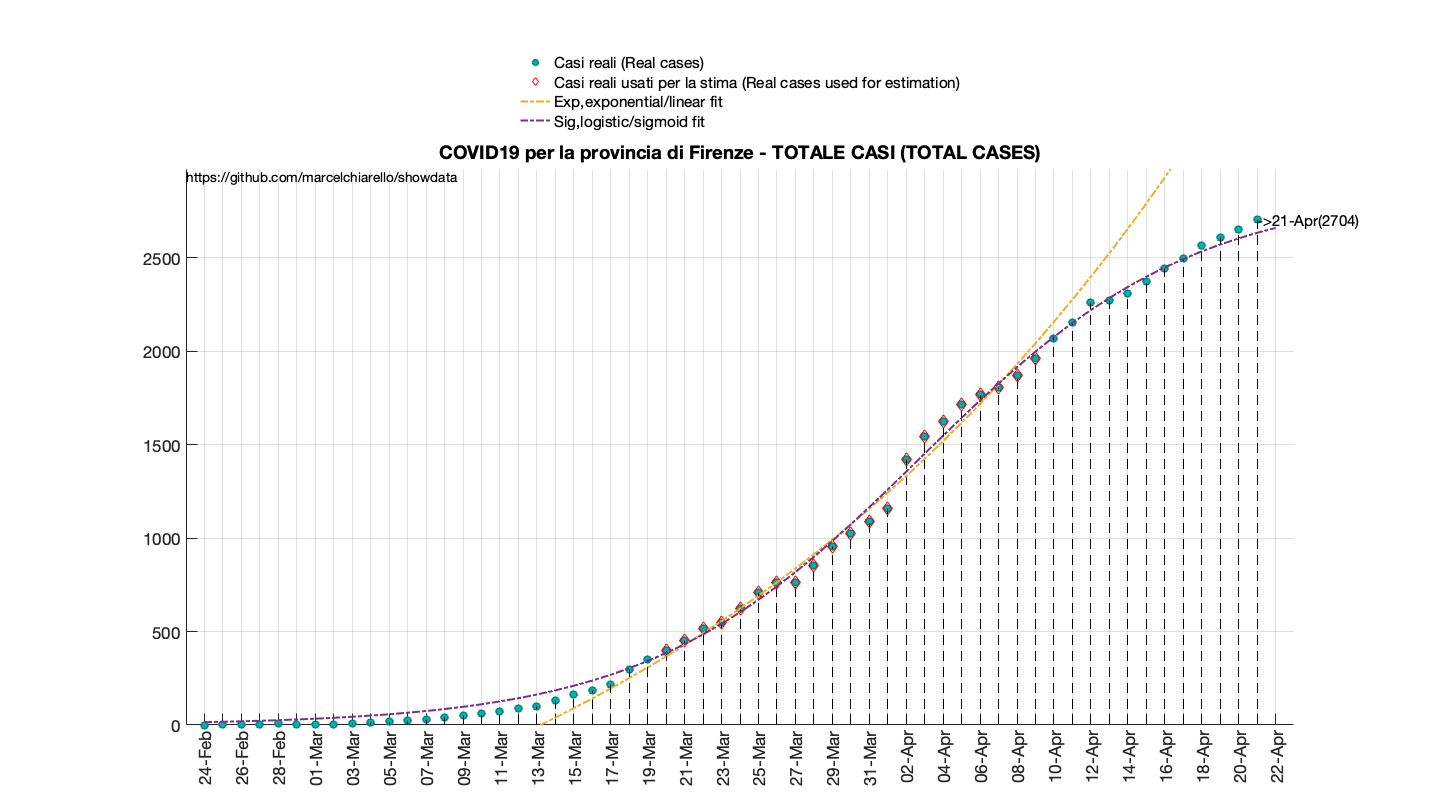 Casi reali (Real cases)
Casi reali usati per la stima (Real cases used for estimation)
Exp,exponential/linear fit
Sig,logistic/sigmoid fit
COVID19 per la provincia di Firenze - TOTALE CASI (TOTAL CASES)
https://github.com/marcelchiarello/showdata
->21-Apr(2704)
2500
2000
1500
1000
500
0
24-Feb
26-Feb
28-Feb
01-Mar
03-Mar
05-Mar
07-Mar
09-Mar
11-Mar
13-Mar
15-Mar
17-Mar
19-Mar
21-Mar
23-Mar
25-Mar
27-Mar
29-Mar
31-Mar
02-Apr
04-Apr
06-Apr
08-Apr
10-Apr
12-Apr
14-Apr
16-Apr
18-Apr
20-Apr
22-Apr